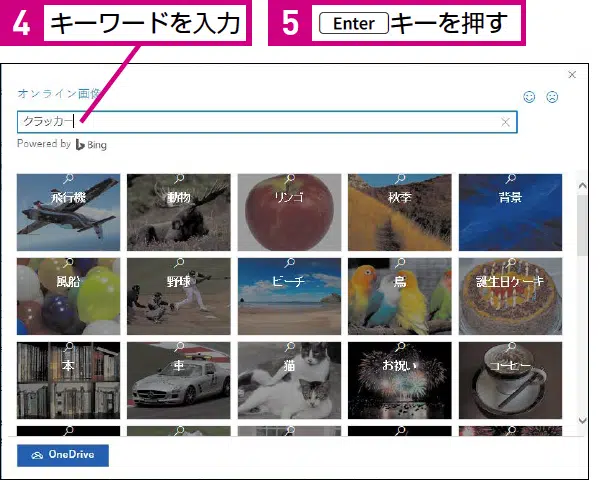 4 キーワードを入力
5 Enter キーを押す
オンライン画像
クラッカー
Powered by Bing
飛行機 動物 リンゴ 秋季 背景
風船 野球 ビーチ 鳥 誕生日ケーキ
本 車 猫 お祝い コーヒー
OneDrive